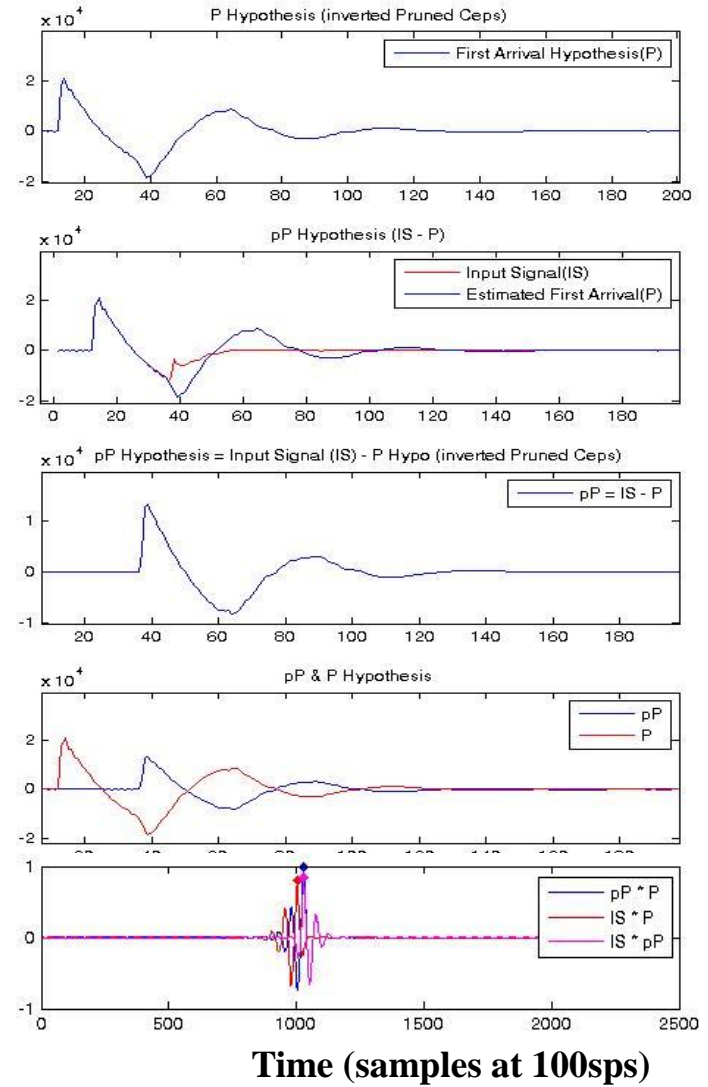 P Hypothesis (inverted Pruned Ceps)
x 10^4
First Arrival Hypothesis(P)
2
0
-2
20 40 60 80 100 120 140 160 180 200
pP Hypothesis (IS - P)
x 10^4
Input Signal(IS)
Estimated First Arrival(P)
2
0
-2
0 20 40 60 80 100 120 140 160 180
pP Hypothesis = Input Signal (IS) - P Hypo (inverted Pruned Ceps)
x 10^4
pP = IS - P
1
0
-1
20 40 60 80 100 120 140 160 180
pP & P Hypothesis
x 10^4
pP
P
2
0
-2
1
pP * P
IS * P
IS * pP
0
-1
0 500 1000 1500 2000 2500
Time (samples at 100sps)